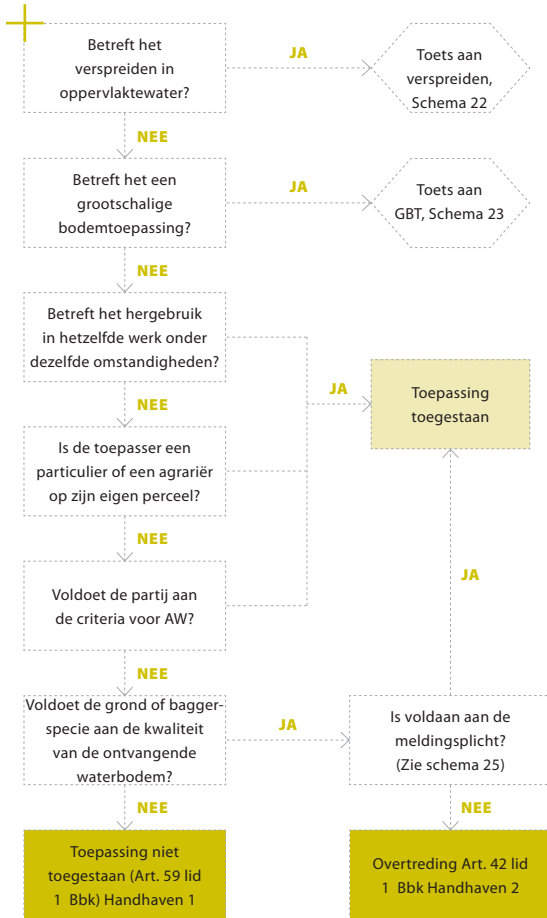 Betreft het
verspreiden in
oppervlaktewater?
JA
Toets aan
verspreiden,
Schema 22
NEE
Betreft het een
grootschalige
bodemtoepassing?
JA
Toets aan
GBT, Schema 23
NEE
Betreft het hergebruik
in hetzelfde werk onder
dezelfde omstandigheden?
JA
Toepassing
toegestaan
NEE
Is de toepasser een
particulier of een agrariër
op zijn eigen perceel?
NEE
JA
Voldoet de partij aan
de criteria voor AW?
NEE
Voldoet de grond of bagger-
specie aan de kwaliteit
van de ontvangende
waterbodem?
JA
Is voldaan aan de
meldingsplicht?
(Zie schema 25)
NEE
NEE
Toepassing niet
toegestaan (Art. 59 lid
1 Bbk) Handhaven 1
Overtreding Art. 42 lid
1 Bbk Handhaven 2